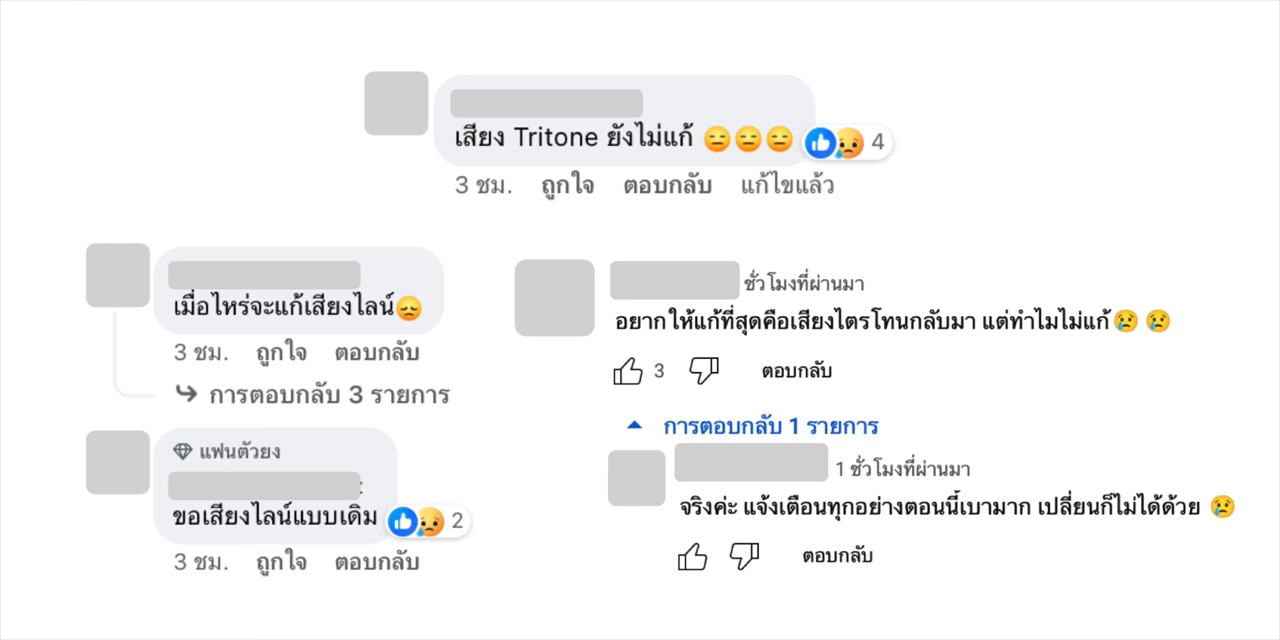 เสียง Tritone ยังไม่แก้ 😑😑😑
4
3 ชม. ถูกใจ ตอบกลับ แก้ไขแล้ว
เมื่อไหร่จะแก้เสียงไลน์😞
3 ชม. ถูกใจ ตอบกลับ
การตอบกลับ 3 รายการ
แฟนตัวยง
:
ขอเสียงไลน์แบบเดิม
2
3 ชม. ถูกใจ ตอบกลับ
ชั่วโมงที่ผ่านมา
อยากให้แก้ที่สุดคือเสียงไตรโทนกลับมา แต่ทำไมไม่แก้😢 😢
3 ตอบกลับ
การตอบกลับ 1 รายการ
1 ชั่วโมงที่ผ่านมา
จริงค่ะ แจ้งเตือนทุกอย่างตอนนี้เบามาก เปลี่ยนก็ไม่ได้ด้วย 😢
ตอบกลับ